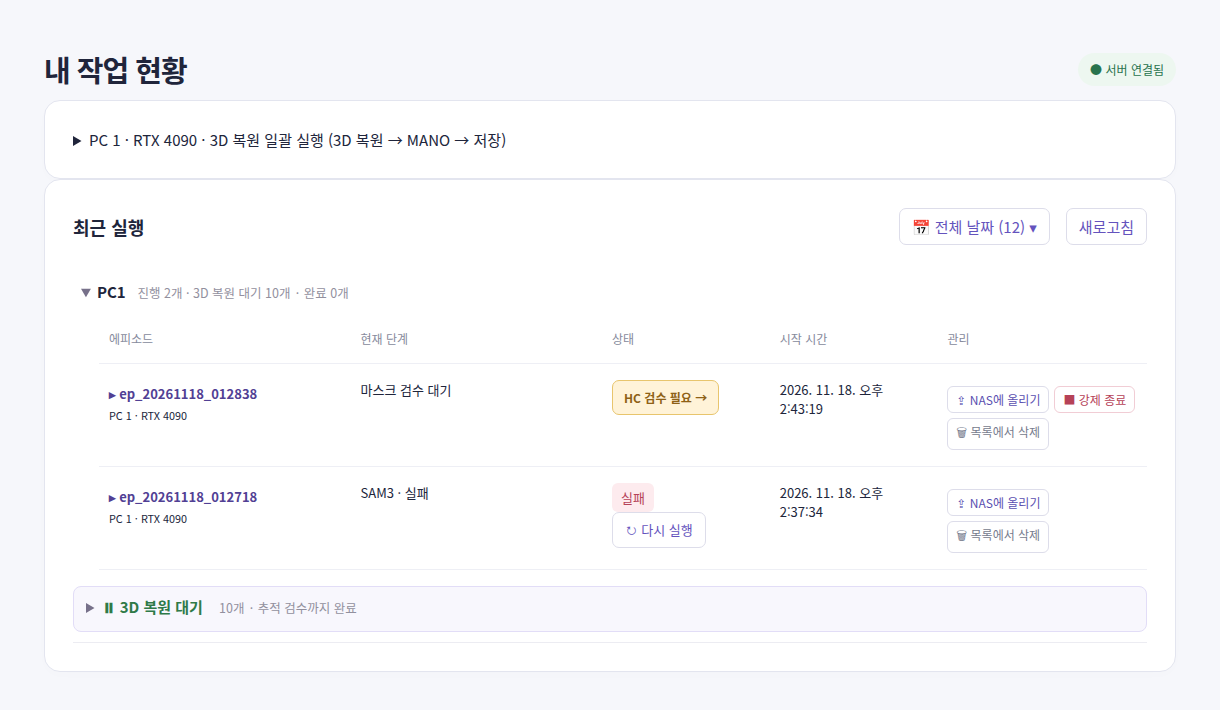 내 작업 현황
● 서버 연결됨
▶ PC 1 · RTX 4090 · 3D 복원 일괄 실행 (3D 복원 → MANO → 저장)
최근 실행
📅 전체 날짜 (12) ▾
새로고침
▼ PC1 진행 2개 · 3D 복원 대기 10개 · 완료 0개
에피소드 현재 단계 상태 시작 시간 관리
▸ ep_20261118_012838
PC 1 · RTX 4090
마스크 검수 대기
HC 검수 필요 →
2026. 11. 18. 오후
2:43:19
⇪ NAS에 올리기
■ 강제 종료
🗑 목록에서 삭제
▸ ep_20261118_012718
PC 1 · RTX 4090
SAM3 · 실패
실패
↻ 다시 실행
2026. 11. 18. 오후
2:37:34
⇪ NAS에 올리기
🗑 목록에서 삭제
▶ ⏸ 3D 복원 대기 10개 · 추적 검수까지 완료